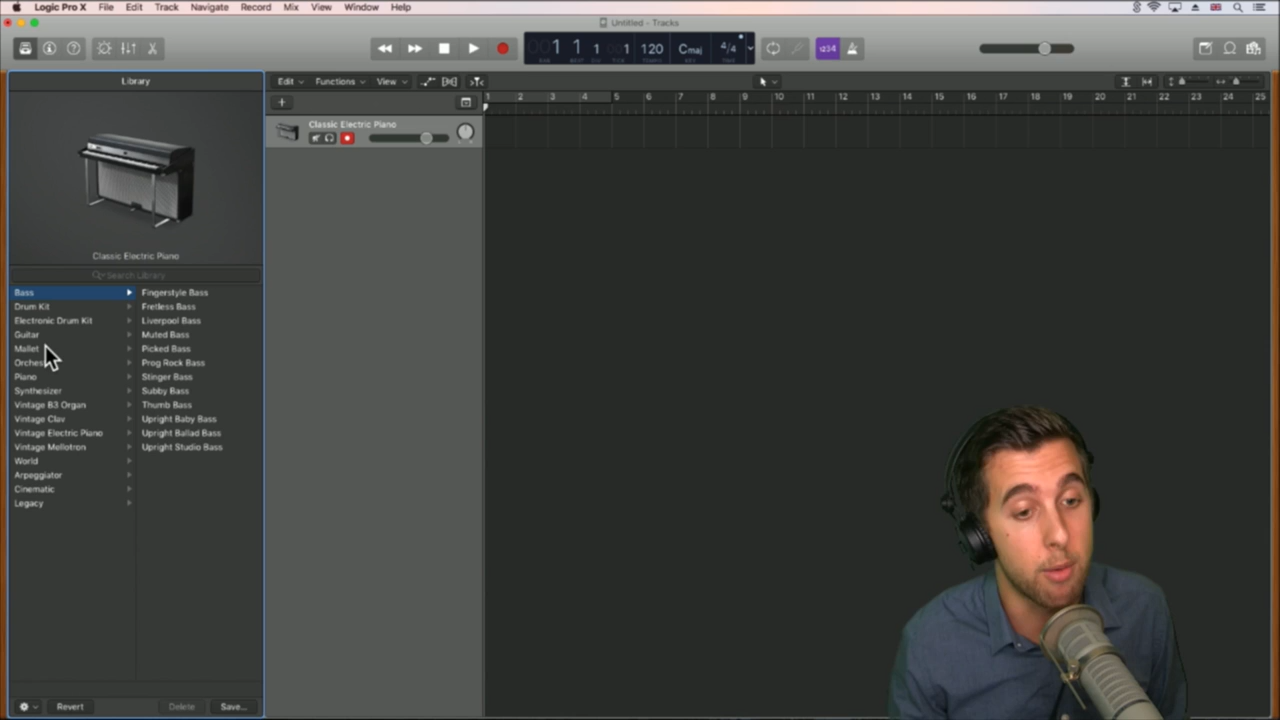 Logic Pro X File Edit Track Navigate Record Mix View Window Help
Untitled - Tracks
1 1 1 1 120 Cmaj 4/4 1234
Library Edit Functions View
1 2 3 4 5 6 7 8 9 10 11 12 13 14 15 16 17 18 19 20 21 22 23 24 25
Classic Electric Piano
Classic Electric Piano
Search Library
Bass Fingerstyle Bass
Drum Kit Fretless Bass
Electronic Drum Kit Liverpool Bass
Guitar Muted Bass
Mallet Picked Bass
Prog Rock Bass
Piano Stinger Bass
Synthesizer Subby Bass
Vintage B3 Organ Thumb Bass
Vintage Clav Upright Baby Bass
Vintage Electric Piano Upright Ballad Bass
Vintage Mellotron Upright Studio Bass
World
Arpeggiator
Cinematic
Legacy
Revert Delete Save...